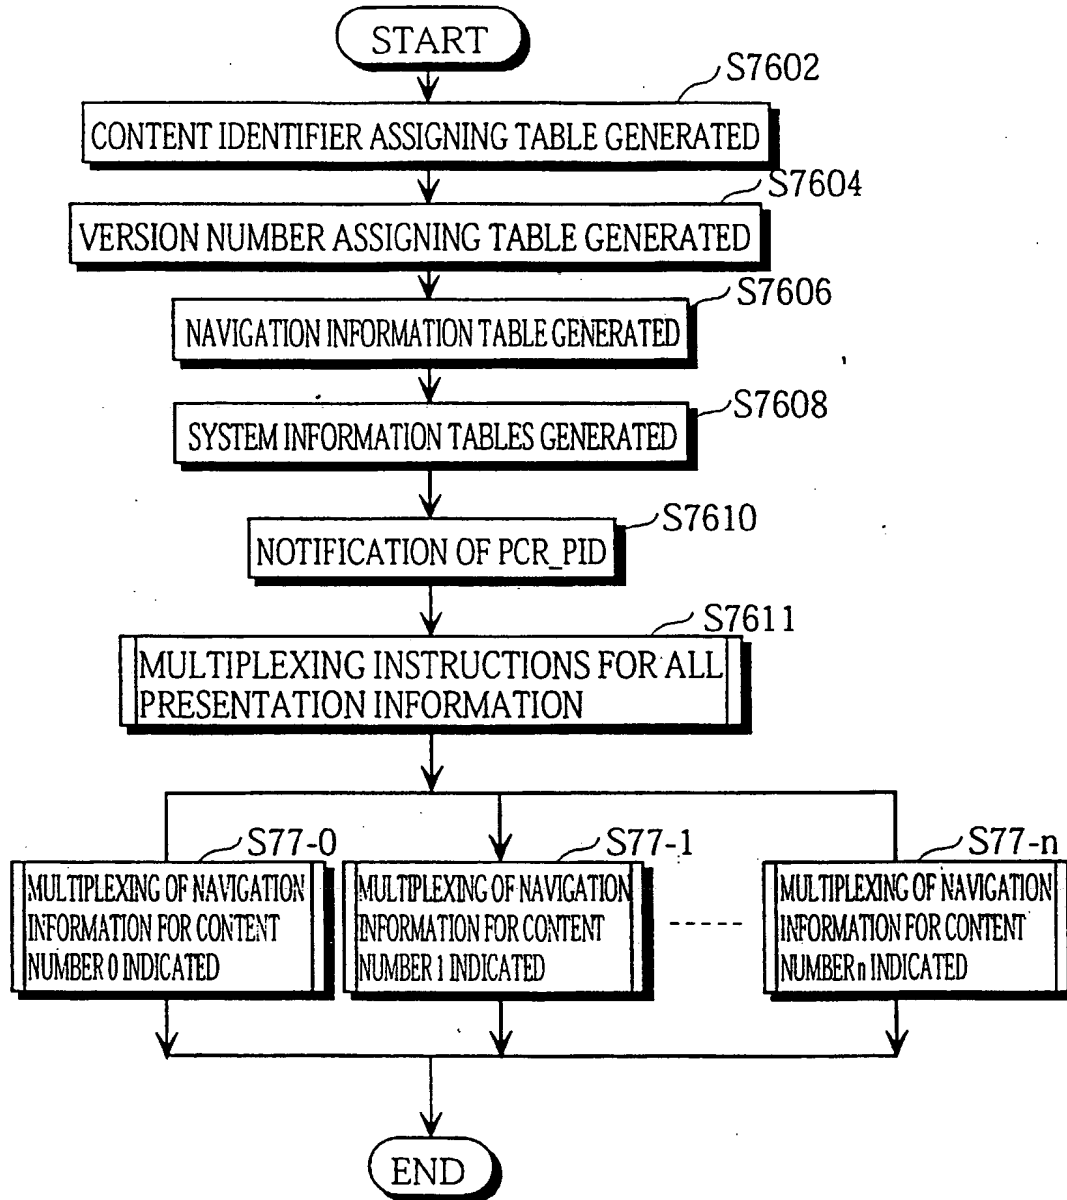 START
S7602
CONTENT IDENTIFIER ASSIGNING TABLE GENERATED
S7604
VERSION NUMBER ASSIGNING TABLE GENERATED
S7606
NAVIGATION INFORMATION TABLE GENERATED
S7608
SYSTEM INFORMATION TABLES GENERATED
S7610
NOTIFICATION OF PCR_PID
S7611
MULTIPLEXING INSTRUCTIONS FOR ALL
PRESENTATION INFORMATION
S77-0
MULTIPLEXING OF NAVIGATION
INFORMATION FOR CONTENT
NUMBER 0 INDICATED
S77-1
MULTIPLEXING OF NAVIGATION
INFORMATION FOR CONTENT
NUMBER 1 INDICATED
S77-n
MULTIPLEXING OF NAVIGATION
INFORMATION FOR CONTENT
NUMBER n INDICATED
END